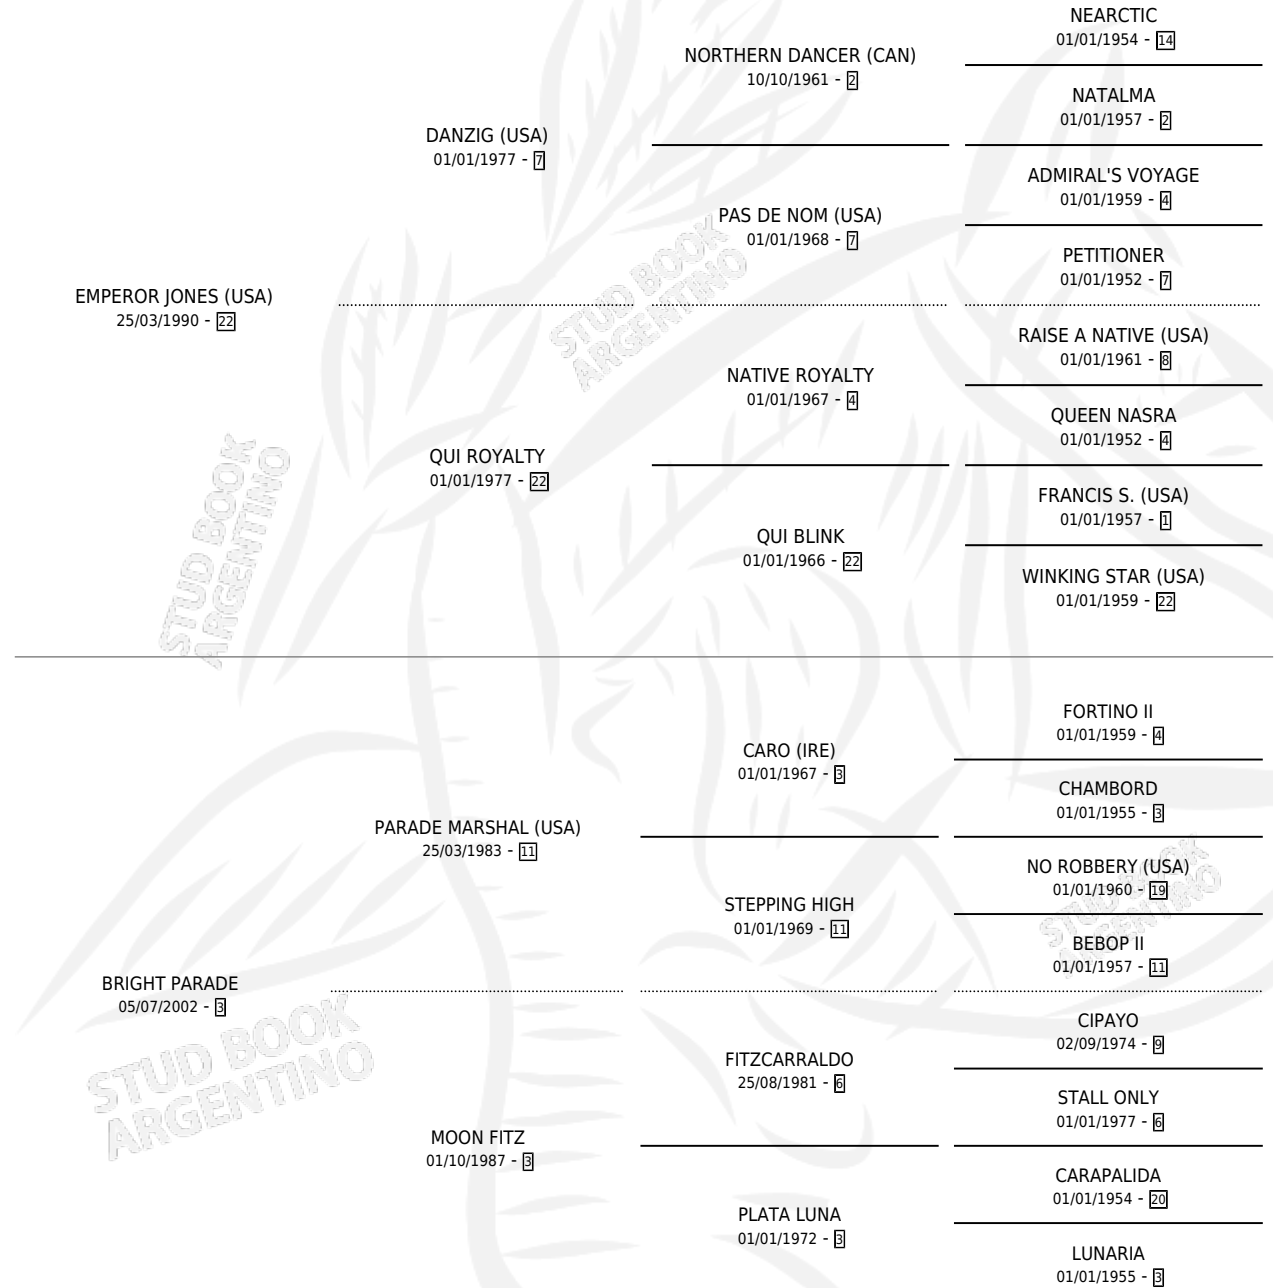 NEARCTIC
01/01/1954 - 14
NORTHERN DANCER (CAN)
10/10/1961 - 2
NATALMA
01/01/1957 - 2
DANZIG (USA)
01/01/1977 - 7
ADMIRAL'S VOYAGE
01/01/1959 - 4
PAS DE NOM (USA)
01/01/1968 - 7
PETITIONER
01/01/1952 - 7
EMPEROR JONES (USA)
25/03/1990 - 22
RAISE A NATIVE (USA)
01/01/1961 - 8
NATIVE ROYALTY
01/01/1967 - 4
QUEEN NASRA
01/01/1952 - 4
QUI ROYALTY
01/01/1977 - 22
FRANCIS S. (USA)
01/01/1957 - 1
QUI BLINK
01/01/1966 - 22
WINKING STAR (USA)
01/01/1959 - 22
FORTINO II
01/01/1959 - 4
CARO (IRE)
01/01/1967 - 3
CHAMBORD
01/01/1955 - 3
PARADE MARSHAL (USA)
25/03/1983 - 11
NO ROBBERY (USA)
01/01/1960 - 19
STEPPING HIGH
01/01/1969 - 11
BEBOP II
01/01/1957 - 11
BRIGHT PARADE
05/07/2002 - 3
CIPAYO
02/09/1974 - 9
FITZCARRALDO
25/08/1981 - 6
STALL ONLY
01/01/1977 - 6
MOON FITZ
01/10/1987 - 3
CARAPALIDA
01/01/1954 - 20
PLATA LUNA
01/01/1972 - 3
LUNARIA
01/01/1955 - 3
STUD BOOK
ARGENTINO
STUD BOOK
ARGENTINO
STUD BOOK
ARGENTINO
STUD BOOK
ARGENTINO